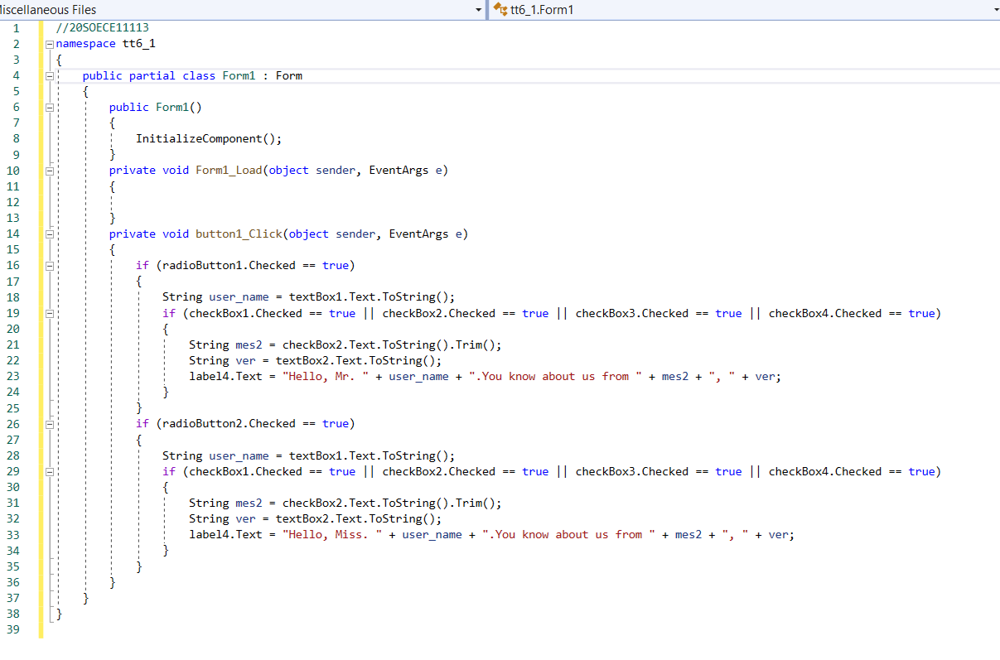 liscellaneous Files
tt6_1.Form1
1 //20SOECE11113
2 namespace tt6_1
3 {
4 public partial class Form1 : Form
5 {
6 public Form1()
7 {
8 InitializeComponent();
9 }
10 private void Form1_Load(object sender, EventArgs e)
11 {
12
13 }
14 private void button1_Click(object sender, EventArgs e)
15 {
16 if (radioButton1.Checked == true)
17 {
18 String user_name = textBox1.Text.ToString();
19 if (checkBox1.Checked == true || checkBox2.Checked == true || checkBox3.Checked == true || checkBox4.Checked == true)
20 {
21 String mes2 = checkBox2.Text.ToString().Trim();
22 String ver = textBox2.Text.ToString();
23 label4.Text = "Hello, Mr. " + user_name + ".You know about us from " + mes2 + ", " + ver;
24 }
25 }
26 if (radioButton2.Checked == true)
27 {
28 String user_name = textBox1.Text.ToString();
29 if (checkBox1.Checked == true || checkBox2.Checked == true || checkBox3.Checked == true || checkBox4.Checked == true)
30 {
31 String mes2 = checkBox2.Text.ToString().Trim();
32 String ver = textBox2.Text.ToString();
33 label4.Text = "Hello, Miss. " + user_name + ".You know about us from " + mes2 + ", " + ver;
34 }
35 }
36 }
37 }
38 }
39